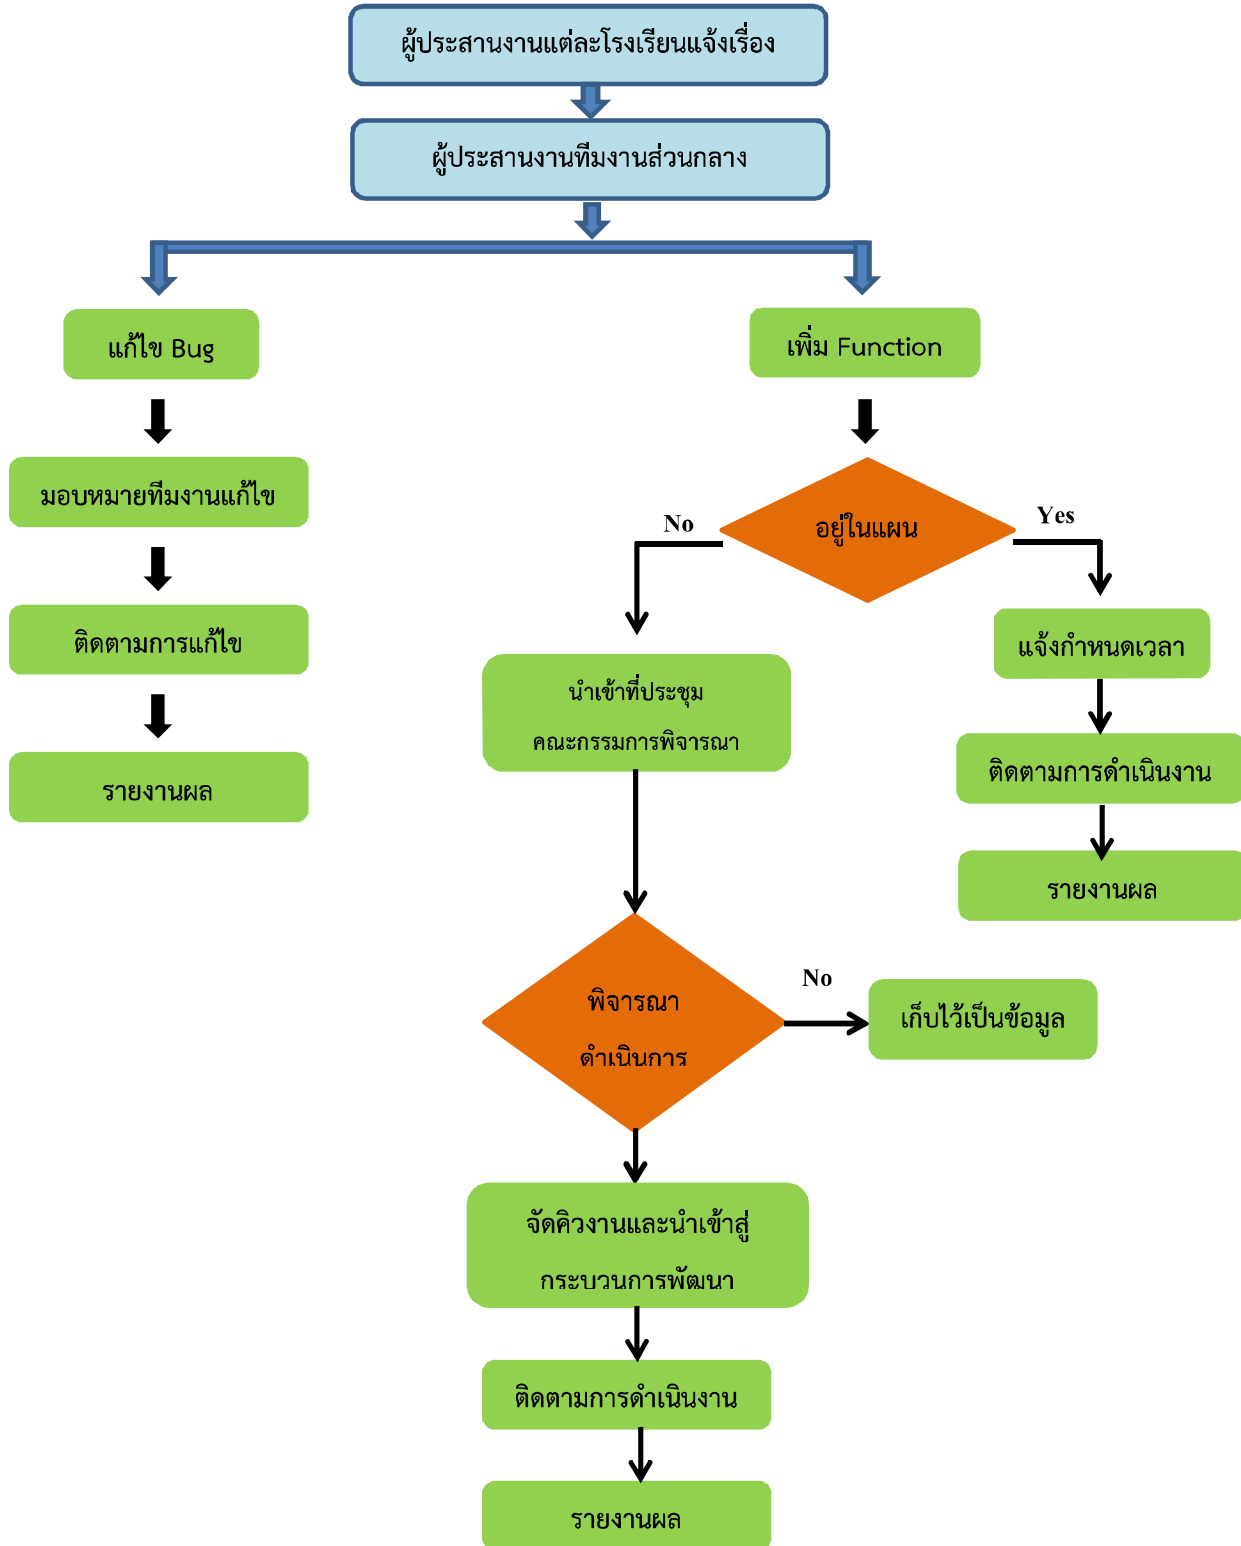 ผู้ประสานงานแต่ละโรงเรียนแจ้งเรื่อง
ผู้ประสานงานทีมงานส่วนกลาง
แก้ไข Bug
เพิ่ม Function
มอบหมายทีมงานแก้ไข
อยู่ในแผน
No
Yes
ติดตามการแก้ไข
แจ้งกำหนดเวลา
นำเข้าที่ประชุม
คณะกรรมการพิจารณา
ติดตามการดำเนินงาน
รายงานผล
รายงานผล
พิจารณา
ดำเนินการ
No
เก็บไว้เป็นข้อมูล
จัดคิวงานและนำเข้าสู่
กระบวนการพัฒนา
ติดตามการดำเนินงาน
รายงานผล